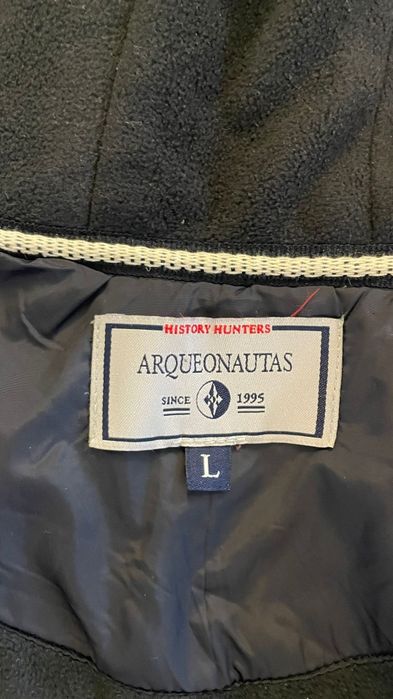 HISTORY HUNTERS
ARQUEONAUTAS
SINCE 1995
L